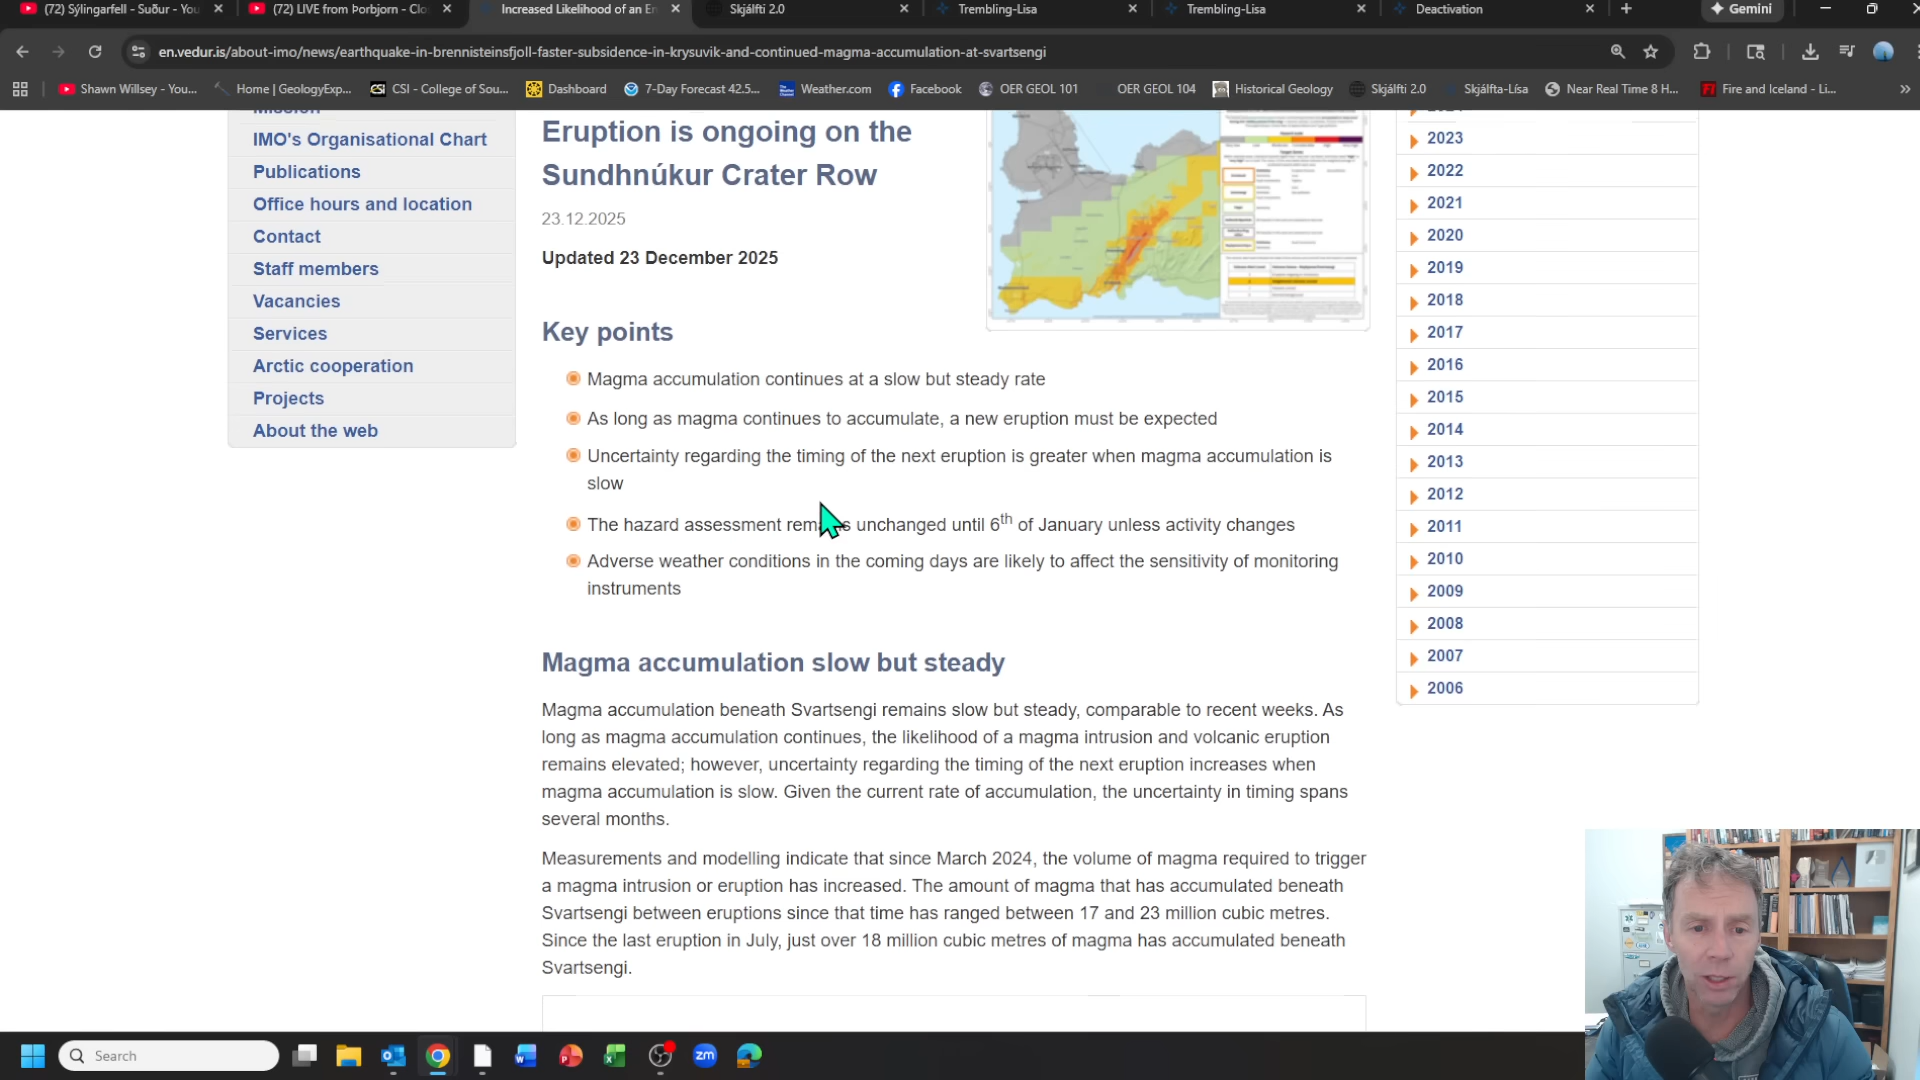 (72) Sýlingarfell - Suður - You
(72) LIVE from Þorbjorn - Clo
Increased Likelihood of an Er
Skjálfti 2.0
Trembling-Lisa
Trembling-Lisa
Deactivation
Gemini
en.vedur.is/about-imo/news/earthquake-in-brennisteinsfjoll-faster-subsidence-in-krysuvik-and-continued-magma-accumulation-at-svartsengi
Shawn Willsey - You...
Home | GeologyExp...
CSI - College of Sou...
Dashboard
7-Day Forecast 42.5...
Weather.com
Facebook
OER GEOL 101
OER GEOL 104
Historical Geology
Skjálfti 2.0
Skjálfta-Lísa
Near Real Time 8 H...
Fire and Iceland - Li...
Mission
IMO's Organisational Chart
Publications
Office hours and location
Contact
Staff members
Vacancies
Services
Arctic cooperation
Projects
About the web
Eruption is ongoing on the
Sundhnúkur Crater Row
23.12.2025
Updated 23 December 2025
Key points
Magma accumulation continues at a slow but steady rate
As long as magma continues to accumulate, a new eruption must be expected
Uncertainty regarding the timing of the next eruption is greater when magma accumulation is
slow
The hazard assessment remains unchanged until 6th of January unless activity changes
Adverse weather conditions in the coming days are likely to affect the sensitivity of monitoring
instruments
Magma accumulation slow but steady
Magma accumulation beneath Svartsengi remains slow but steady, comparable to recent weeks. As
long as magma accumulation continues, the likelihood of a magma intrusion and volcanic eruption
remains elevated; however, uncertainty regarding the timing of the next eruption increases when
magma accumulation is slow. Given the current rate of accumulation, the uncertainty in timing spans
several months.
Measurements and modelling indicate that since March 2024, the volume of magma required to trigger
a magma intrusion or eruption has increased. The amount of magma that has accumulated beneath
Svartsengi between eruptions since that time has ranged between 17 and 23 million cubic metres.
Since the last eruption in July, just over 18 million cubic metres of magma has accumulated beneath
Svartsengi.
2023
2022
2021
2020
2019
2018
2017
2016
2015
2014
2013
2012
2011
2010
2009
2008
2007
2006
Search
zm